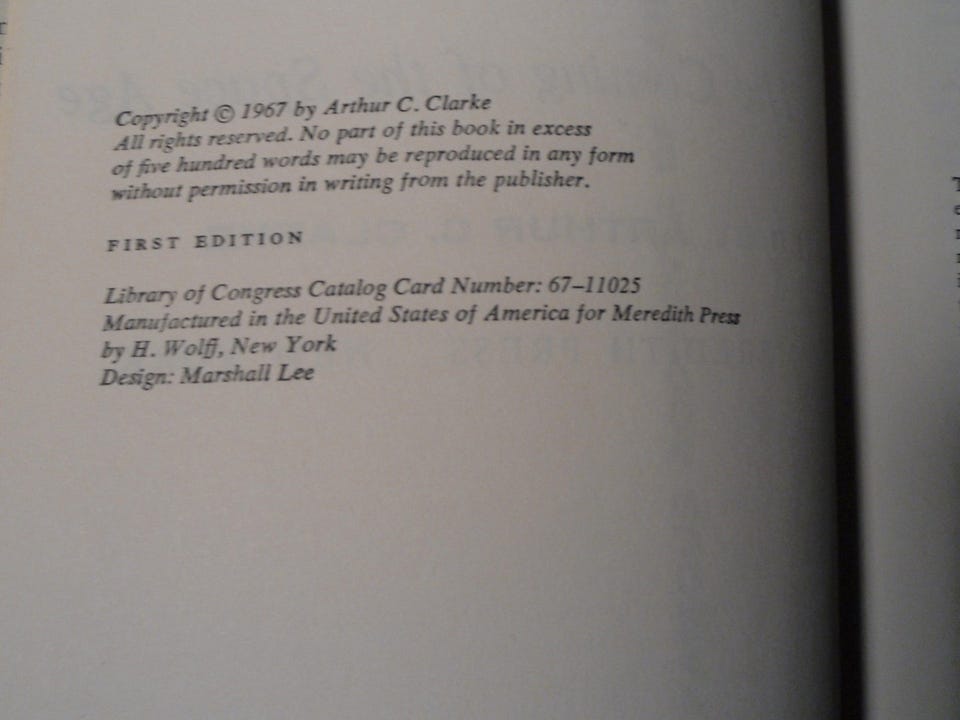 Copyright © 1967 by Arthur C. Clarke
All rights reserved. No part of this book in excess
of five hundred words may be reproduced in any form
without permission in writing from the publisher.
FIRST EDITION
Library of Congress Catalog Card Number: 67–11025
Manufactured in the United States of America for Meredith Press
by H. Wolff, New York
Design: Marshall Lee